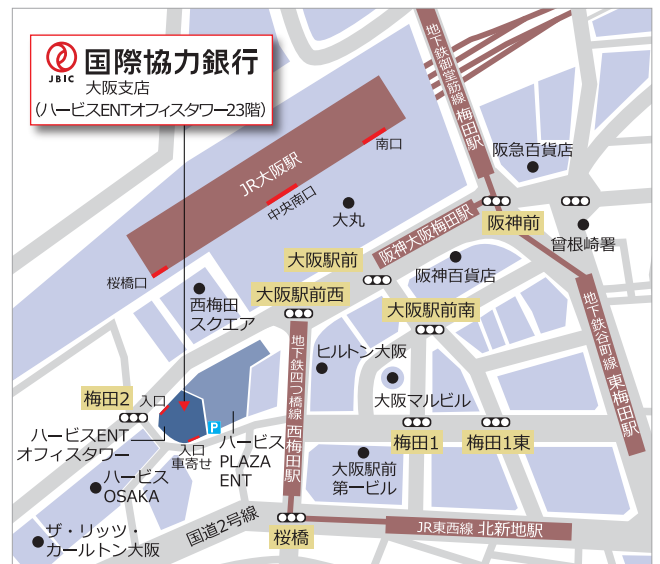 JBIC
国際協力銀行
大阪支店
（ハービスENTオフィスタワー23階）
地下鉄御堂筋線 梅田駅
JR大阪駅
南口
中央南口
桜橋口
大丸
阪急百貨店
阪神大阪梅田駅
阪神前
曾根崎署
大阪駅前
阪神百貨店
西梅田
スクエア
大阪駅前西
大阪駅前南
地下鉄谷町線 東梅田駅
地下鉄四つ橋線 西梅田駅
ヒルトン大阪
大阪マルビル
梅田2
入口
P
ハービスENT
オフィスタワー
入口
車寄せ
ハービス
PLAZA
ENT
梅田1
梅田1東
大阪駅前
第一ビル
ハービス
OSAKA
ザ・リッツ・
カールトン大阪
国道2号線
桜橋
JR東西線 北新地駅